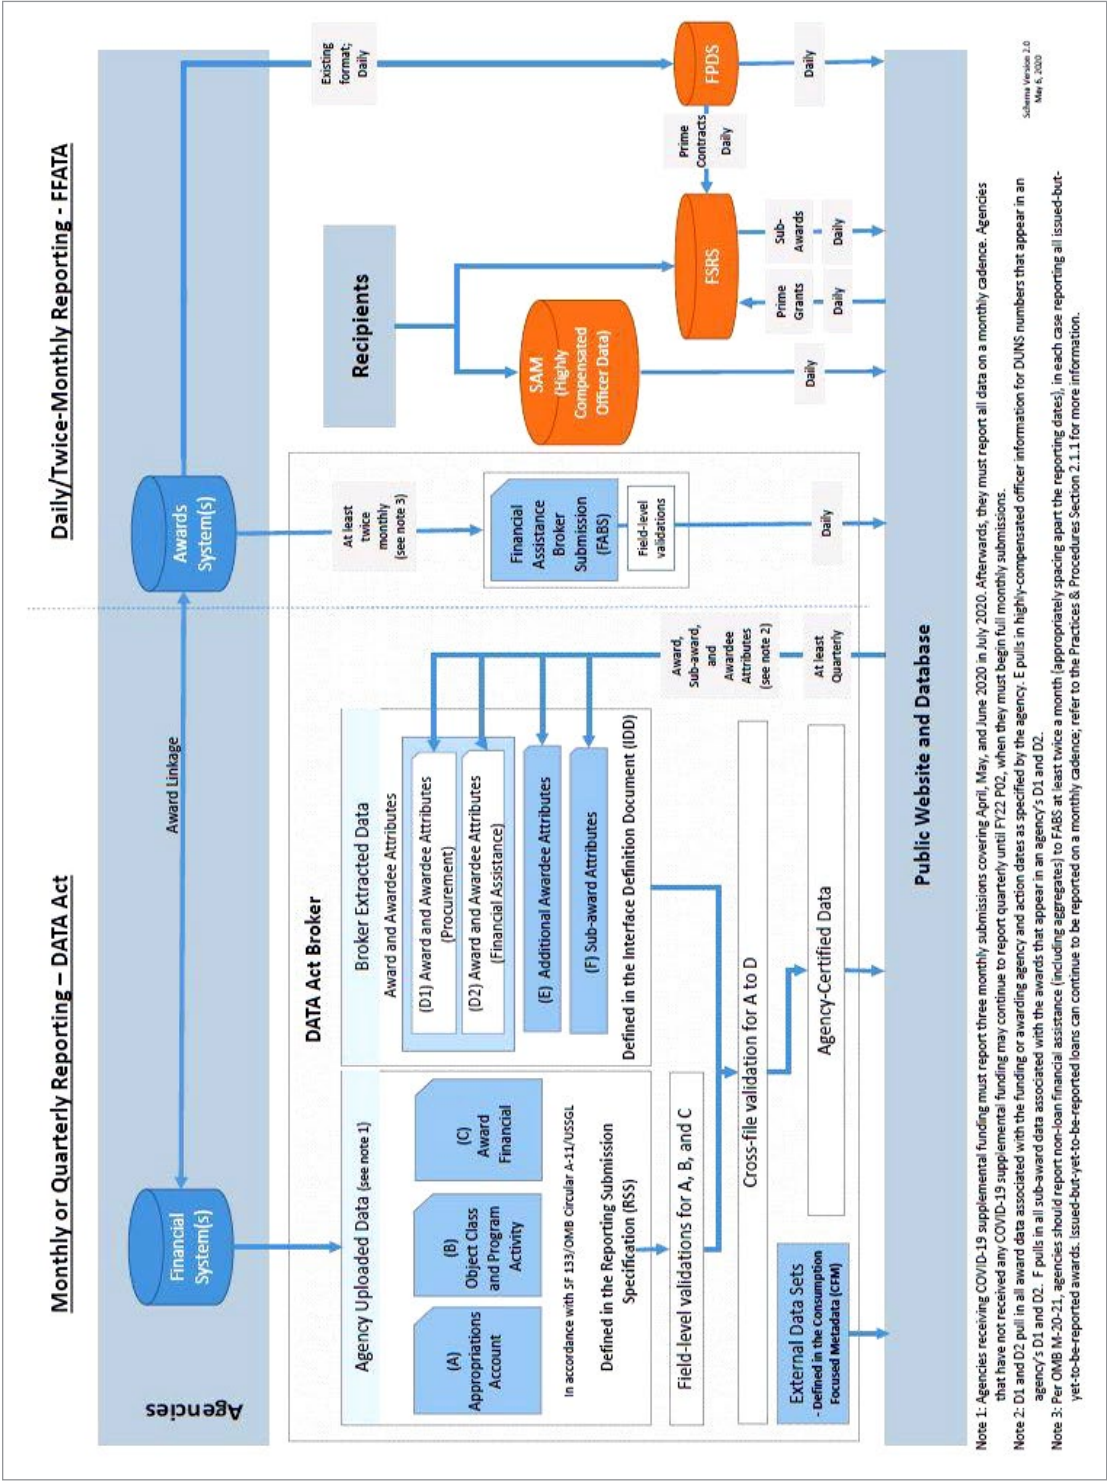 Monthly or Quarterly Reporting – DATA Act
Daily/Twice-Monthly Reporting - FFATA
Agencies
Financial
System(s)
Award Linkage
Awards
System(s)
Existing
format;
Daily
DATA Act Broker
Agency Uploaded Data (see note 1)
(A)
Appropriations
Account
(B)
Object Class
and Program
Activity
(C)
Award
Financial
In accordance with SF 133/OMB Circular A-11/USSGL
Defined in the Reporting Submission
Specification (RSS)
Field-level validations for A, B, and C
Broker Extracted Data
Award and Awardee Attributes
(D1) Award and Awardee Attributes
(Procurement)
(D2) Award and Awardee Attributes
(Financial Assistance)
(E) Additional Awardee Attributes
(F) Sub-award Attributes
Defined in the Interface Definition Document (IDD)
Cross-file validation for A to D
Agency-Certified Data
External Data Sets
- Defined in the Consumption
Focused Metadata (CFM)
Award,
Sub-award,
and
Awardee
Attributes
(see note 2)
At least
Quarterly
At least
twice
monthly
(see note 3)
Financial
Assistance
Broker
Submission
(FABS)
Field-level
validations
Daily
Recipients
SAM
(Highly
Compensated
Officer Data)
Daily
FSRS
Prime
Grants
Daily
Sub-
Awards
Daily
Prime
Contracts
Daily
FPDS
Daily
Public Website and Database
Schema Version 2.0
May 6, 2020
Note 1: Agencies receiving COVID-19 supplemental funding must report three monthly submissions covering April, May, and June 2020 in July 2020. Afterwards, they must report all data on a monthly cadence. Agencies
that have not received any COVID-19 supplemental funding may continue to report quarterly until FY22 P02, when they must begin full monthly submissions.
Note 2: D1 and D2 pull in all award data associated with the funding or awarding agency and action dates as specified by the agency. E pulls in highly-compensated officer information for DUNS numbers that appear in an
agency's D1 and D2. F pulls in all sub-award data associated with the awards that appear in an agency's D1 and D2.
Note 3: Per OMB M-20-21, agencies should report non-loan financial assistance (including aggregates) to FABS at least twice a month (appropriately spacing apart the reporting dates), in each case reporting all issued-but-
yet-to-be-reported awards. Issued-but-yet-to-be-reported loans can continue to be reported on a monthly cadence; refer to the Practices & Procedures Section 2.1.1 for more information.